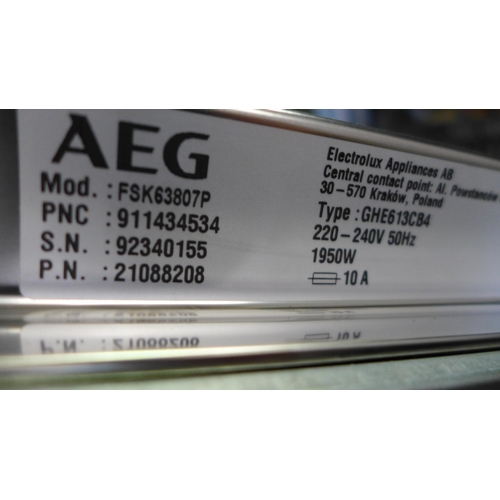 AEG
Mod. : FSK63807P
PNC : 911434534
S.N. : 92340155
P.N. : 21088208
Electrolux Appliances AB
Central contact point: Al. Powstańców
30-570 Kraków, Poland
Type : GHE613CB4
220-240V 50Hz
1950W
10 A